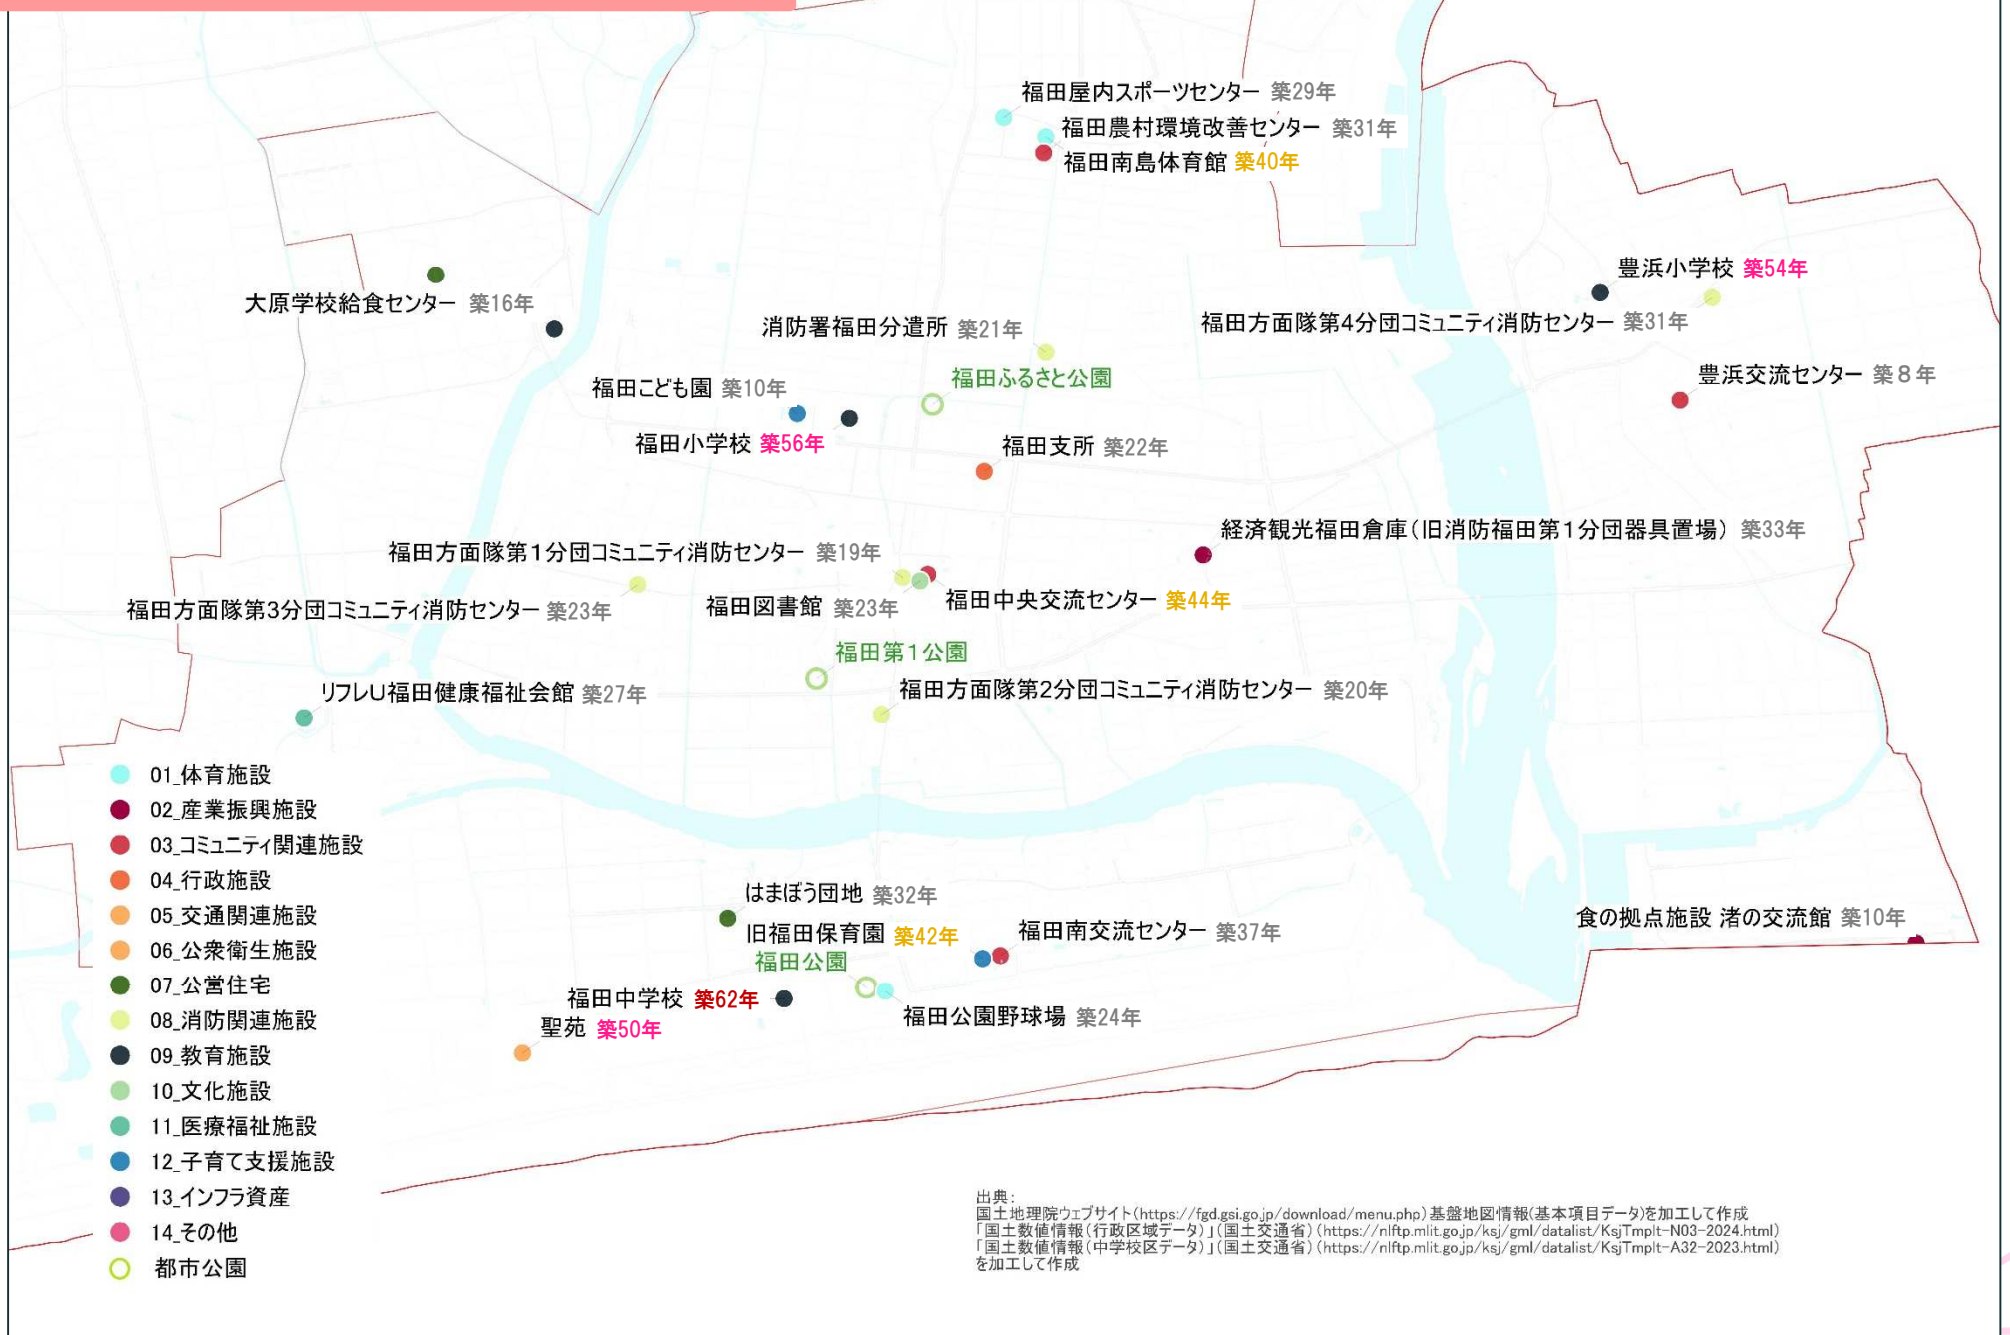 福田屋内スポーツセンター 築29年
福田農村環境改善センター 築31年
福田南島体育館 築40年
豊浜小学校 築54年
大原学校給食センター 築16年
消防署福田分遣所 築21年
福田方面隊第4分団コミュニティ消防センター 築31年
福田ふるさと公園
豊浜交流センター 築８年
福田こども園 築10年
福田小学校 築56年
福田支所 築22年
経済観光福田倉庫（旧消防福田第１分団器具置場） 築33年
福田方面隊第１分団コミュニティ消防センター 築19年
福田方面隊第3分団コミュニティ消防センター 築23年
福田図書館 築23年
福田中央交流センター 築44年
福田第１公園
リフレU福田健康福祉会館 築27年
福田方面隊第２分団コミュニティ消防センター 築20年
01_体育施設
02_産業振興施設
03_コミュニティ関連施設
04_行政施設
05_交通関連施設
06_公衆衛生施設
07_公営住宅
08_消防関連施設
09_教育施設
10_文化施設
11_医療福祉施設
12_子育て支援施設
13_インフラ資産
14_その他
都市公園
はまぼう団地 築32年
旧福田保育園 築42年
福田南交流センター 築37年
食の拠点施設 渚の交流館 築10年
福田公園
福田中学校 築62年
福田公園野球場 築24年
聖苑 築50年
出典：
国土地理院ウェブサイト（https://fgd.gsi.go.jp/download/menu.php）基盤地図情報（基本項目データ）を加工して作成
「国土数値情報（行政区域データ）」（国土交通省）（https://nlftp.mlit.go.jp/ksj/gml/datalist/KsjTmplt-N03-2024.html）
「国土数値情報（中学校区データ）」（国土交通省）（https://nlftp.mlit.go.jp/ksj/gml/datalist/KsjTmplt-A32-2023.html）
を加工して作成